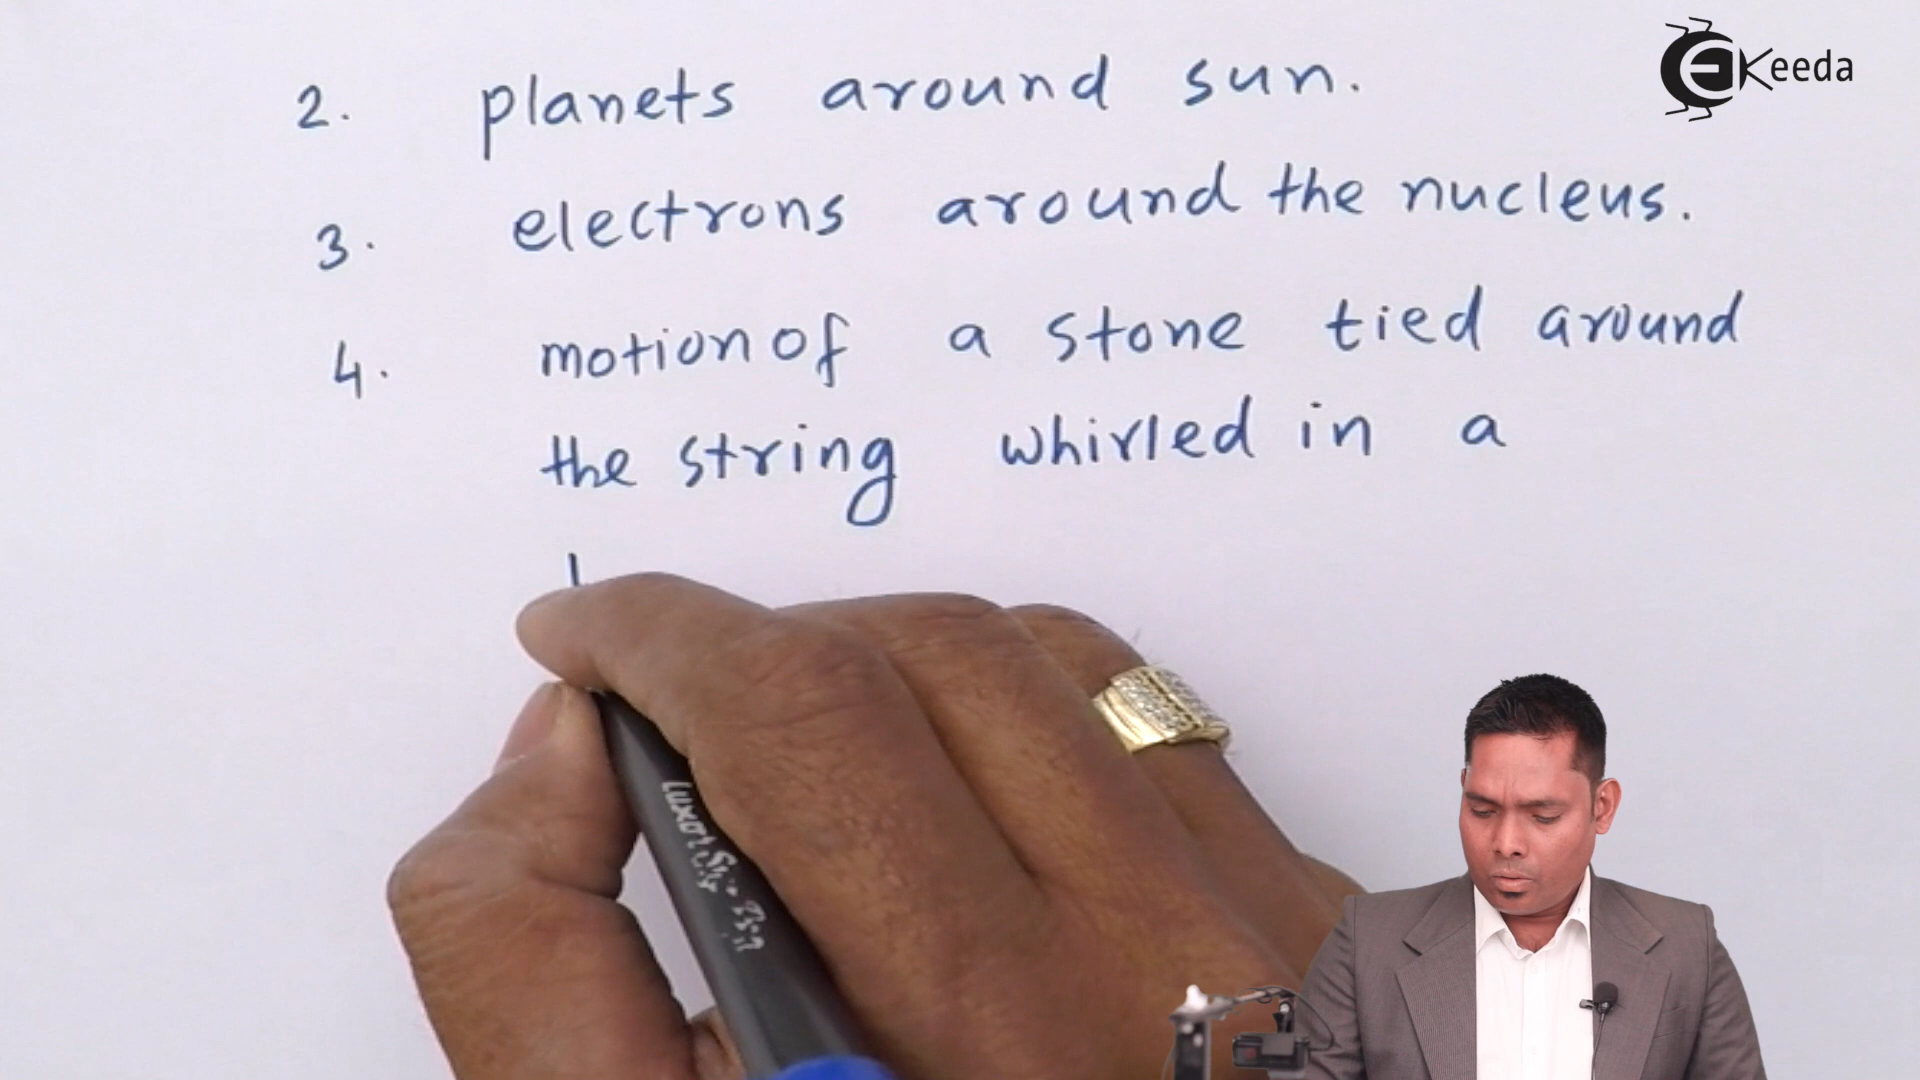 EKeeda
2. planets around sun.
3. electrons around the nucleus.
4. motion of a stone tied around
the string whirled in a
Luxor